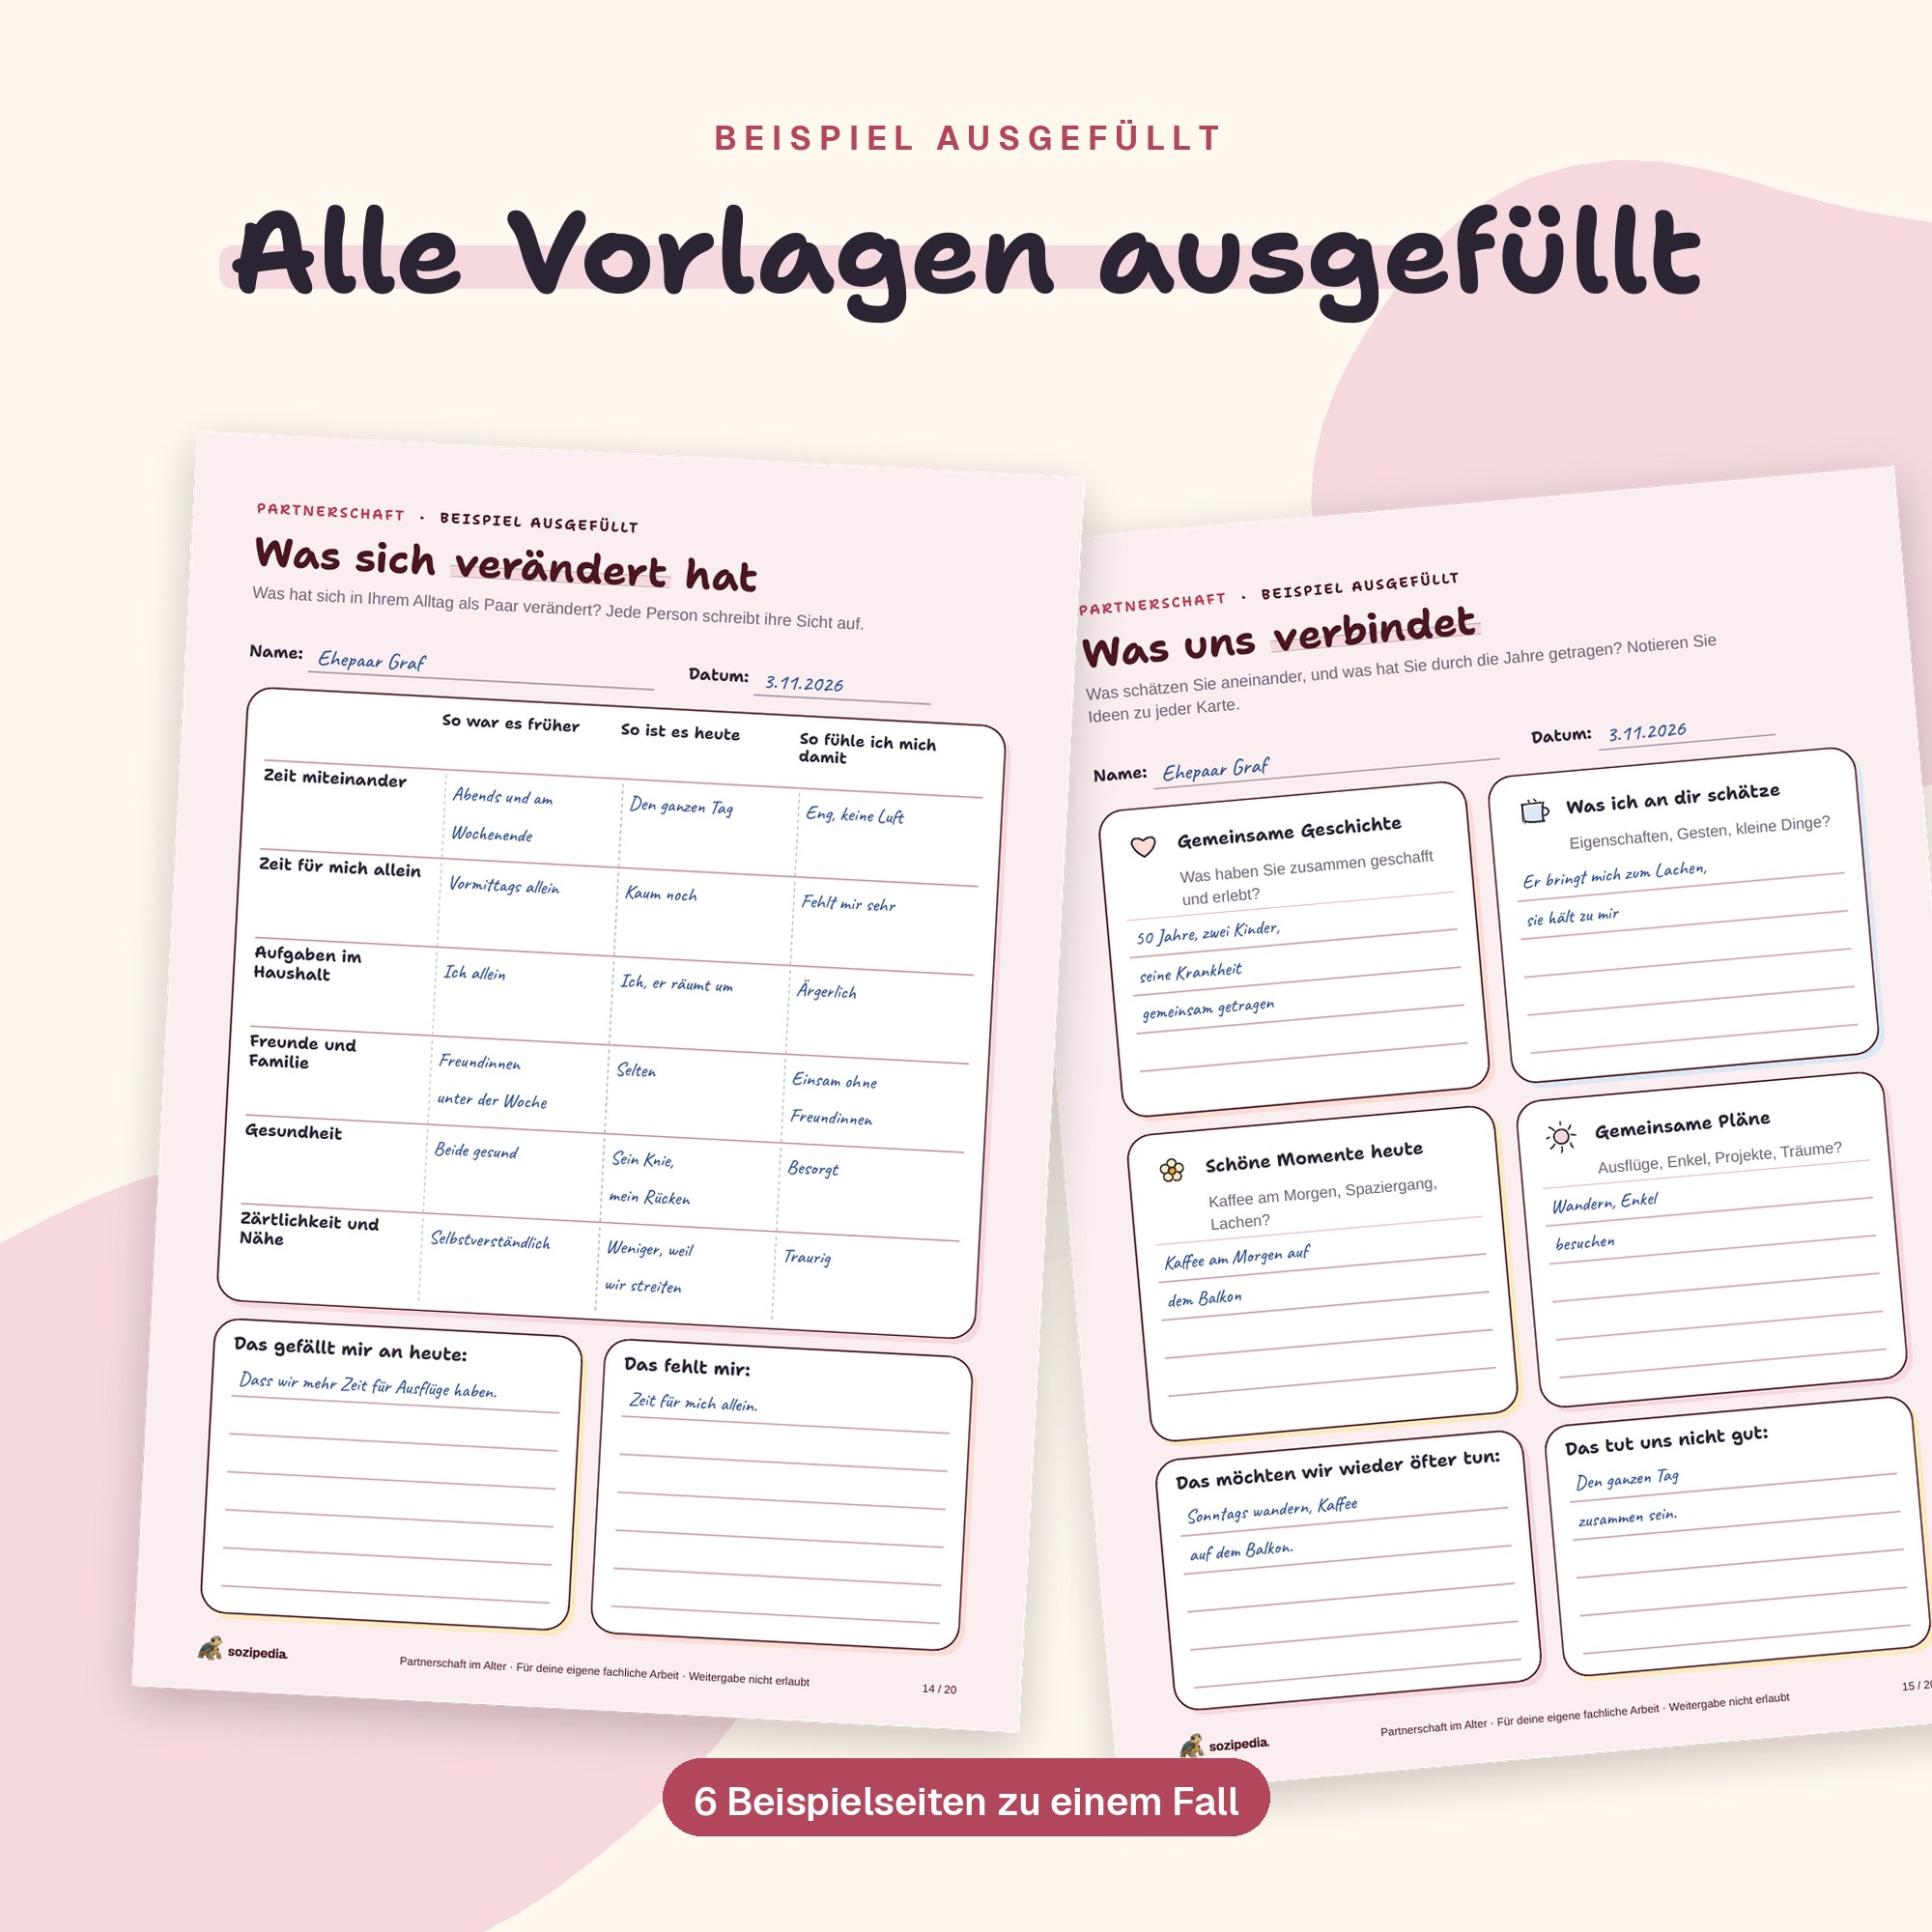 BEISPIEL AUSGEFÜLLT
Alle Vorlagen ausgefüllt
PARTNERSCHAFT · BEISPIEL AUSGEFÜLLT
Was sich verändert hat
Was hat sich in Ihrem Alltag als Paar verändert? Jede Person schreibt ihre Sicht auf.
Name: Ehepaar Graf Datum: 3.11.2026
So war es früher So ist es heute So fühle ich mich
damit
Zeit miteinander Abends und am Den ganzen Tag Eng, keine Luft
Wochenende
Zeit für mich allein Vormittags allein Kaum noch Fehlt mir sehr
Aufgaben im Ich allein Ich, er räumt um Ärgerlich
Haushalt
Freunde und Freundinnen Selten Einsam ohne
Familie unter der Woche Freundinnen
Gesundheit Beide gesund Sein Knie, Besorgt
mein Rücken
Zärtlichkeit und Selbstverständlich Weniger, weil Traurig
Nähe wir streiten
Das gefällt mir an heute:
Dass wir mehr Zeit für Ausflüge haben.
Das fehlt mir:
Zeit für mich allein.
sozipedia. Partnerschaft im Alter · Für deine eigene fachliche Arbeit · Weitergabe nicht erlaubt 14 / 20
PARTNERSCHAFT · BEISPIEL AUSGEFÜLLT
Was uns verbindet
Was schätzen Sie aneinander, und was hat Sie durch die Jahre getragen? Notieren Sie
Ideen zu jeder Karte.
Name: Ehepaar Graf Datum: 3.11.2026
Gemeinsame Geschichte
Was haben Sie zusammen geschafft
und erlebt?
50 Jahre, zwei Kinder,
seine Krankheit
gemeinsam getragen
Was ich an dir schätze
Eigenschaften, Gesten, kleine Dinge?
Er bringt mich zum Lachen,
sie hält zu mir
Schöne Momente heute
Kaffee am Morgen, Spaziergang,
Lachen?
Kaffee am Morgen auf
dem Balkon
Gemeinsame Pläne
Ausflüge, Enkel, Projekte, Träume?
Wandern, Enkel
besuchen
Das möchten wir wieder öfter tun:
Sonntags wandern, Kaffee
auf dem Balkon.
Das tut uns nicht gut:
Den ganzen Tag
zusammen sein.
sozipedia. Partnerschaft im Alter · Für deine eigene fachliche Arbeit · Weitergabe nicht erlaubt 15 / 20
6 Beispielseiten zu einem Fall